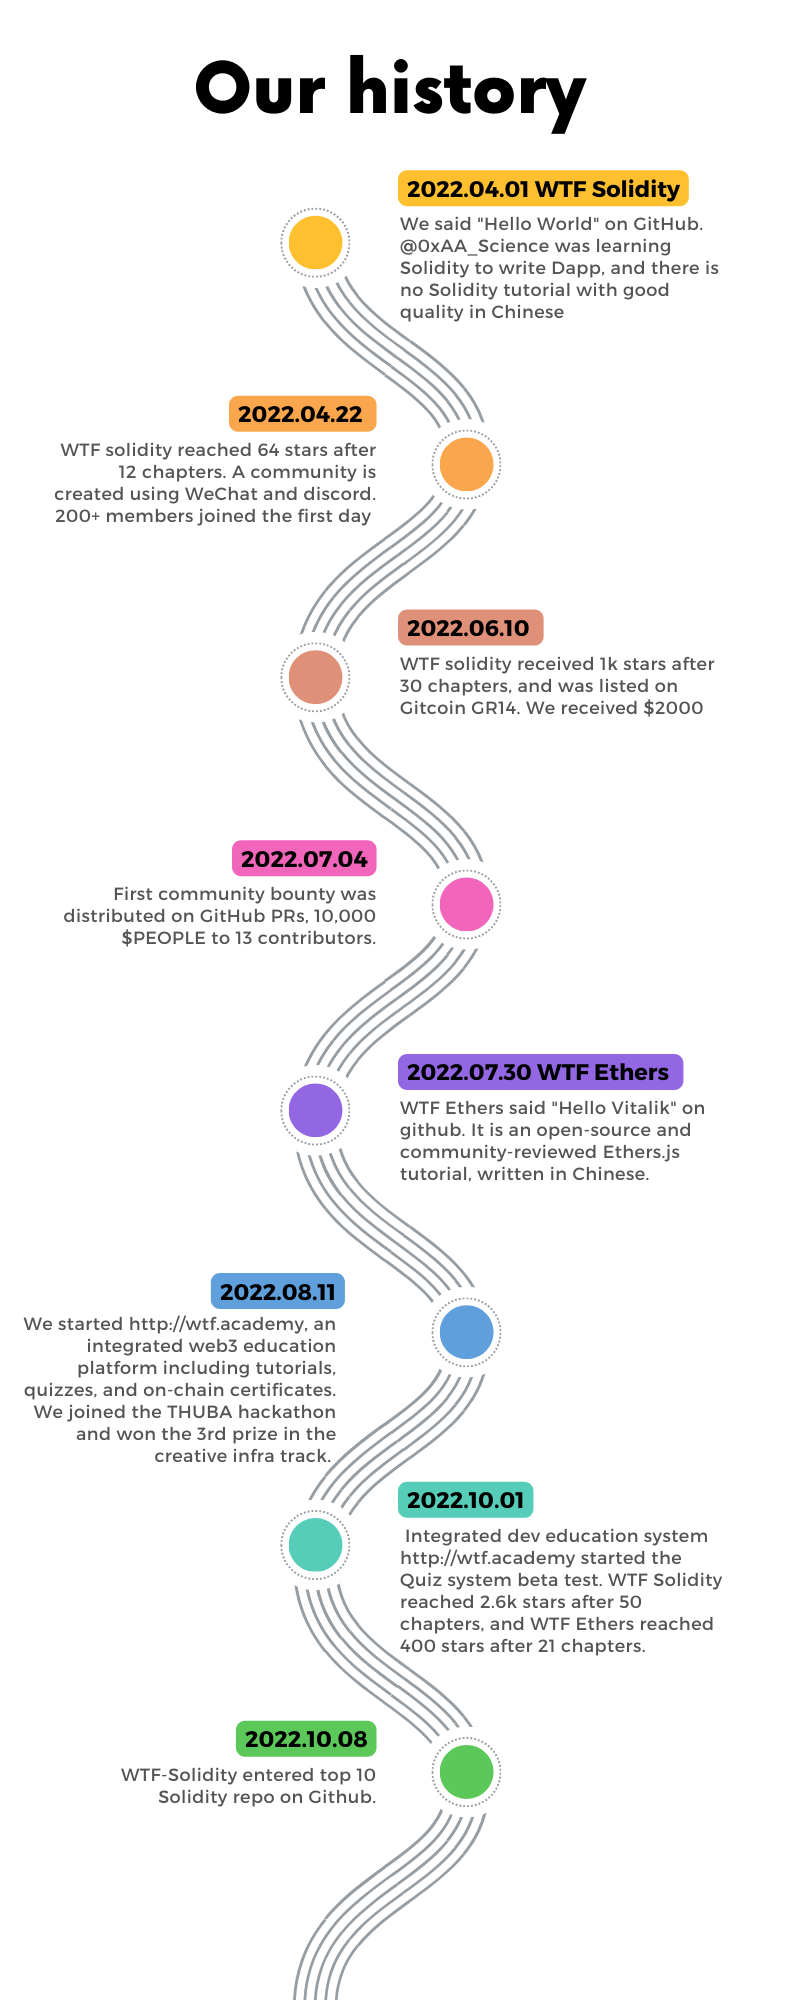 Our history
2022.04.01 WTF Solidity
We said "Hello World" on GitHub.
@0xAA_Science was learning
Solidity to write Dapp, and there is
no Solidity tutorial with good
quality in Chinese
2022.04.22
WTF solidity reached 64 stars after
12 chapters. A community is
created using WeChat and discord.
200+ members joined the first day
2022.06.10
WTF solidity received 1k stars after
30 chapters, and was listed on
Gitcoin GR14. We received $2000
2022.07.04
First community bounty was
distributed on GitHub PRs, 10,000
$PEOPLE to 13 contributors.
2022.07.30 WTF Ethers
WTF Ethers said "Hello Vitalik" on
github. It is an open-source and
community-reviewed Ethers.js
tutorial, written in Chinese.
2022.08.11
We started http://wtf.academy, an
integrated web3 education
platform including tutorials,
quizzes, and on-chain certificates.
We joined the THUBA hackathon
and won the 3rd prize in the
creative infra track.
2022.10.01
Integrated dev education system
http://wtf.academy started the
Quiz system beta test. WTF Solidity
reached 2.6k stars after 50
chapters, and WTF Ethers reached
400 stars after 21 chapters.
2022.10.08
WTF-Solidity entered top 10
Solidity repo on Github.